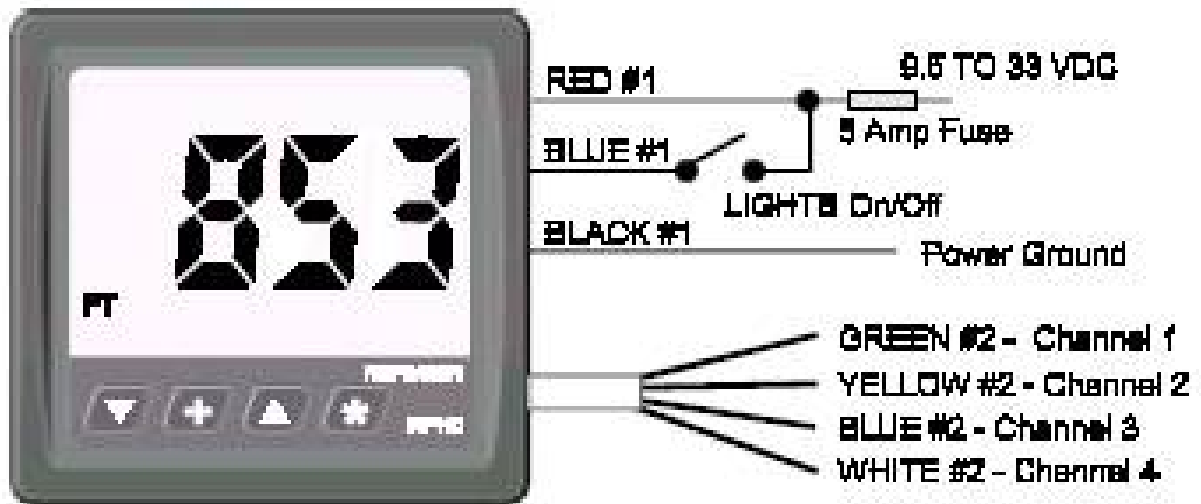 RED #1
9.5 TO 33 VDC
5 Amp Fuse
BLUE #1
LIGHTS On/Off
BLACK #1
Power Ground
853
FT
GREEN #2 - Channel 1
YELLOW #2 - Channel 2
BLUE #2 - Channel 3
WHITE #2 - Channel 4